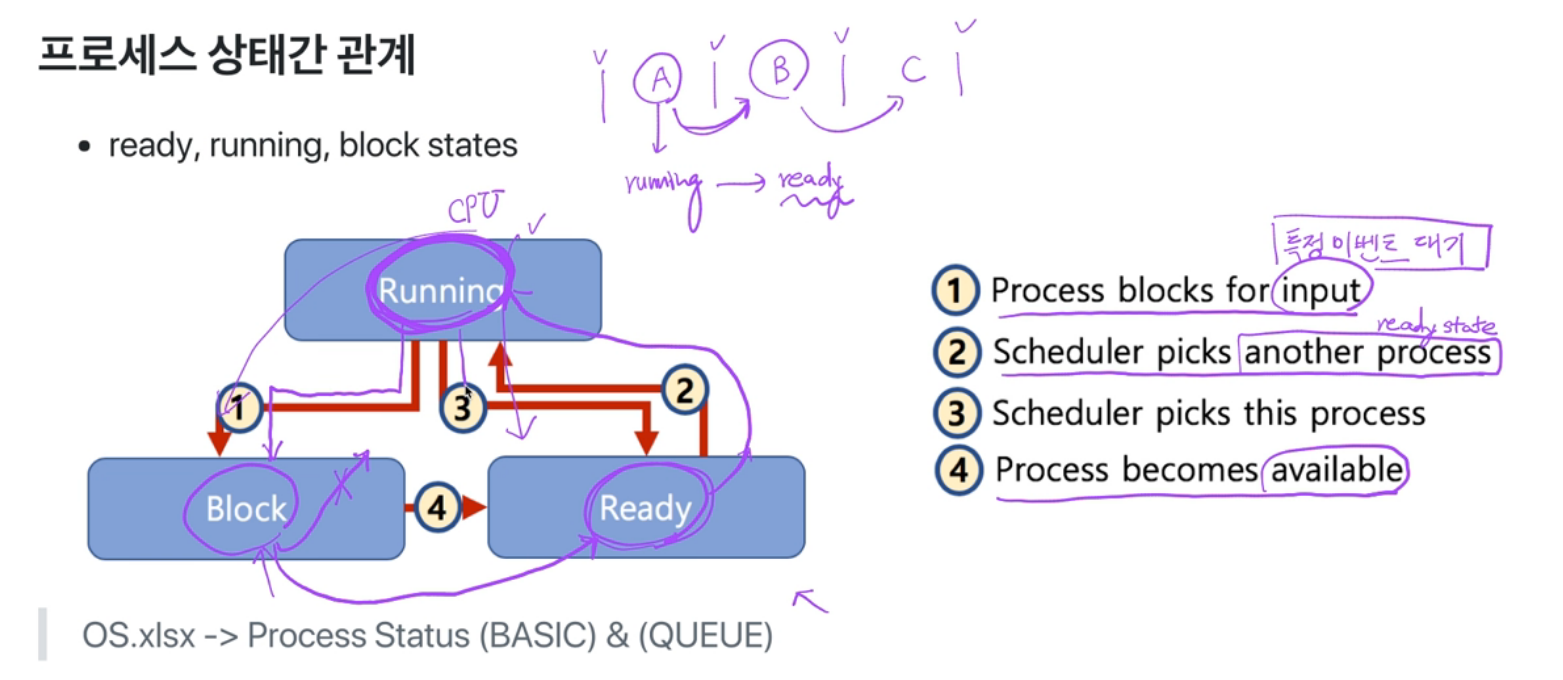 프로세스 상태간 관계
A B C
• ready, running, block states
running → ready
CPU
Running
1
3
2
Block
4
Ready
특정 이벤트 대기
1 Process blocks for input
ready state
2 Scheduler picks another process
3 Scheduler picks this process
4 Process becomes available
OS.xlsx -> Process Status (BASIC) & (QUEUE)